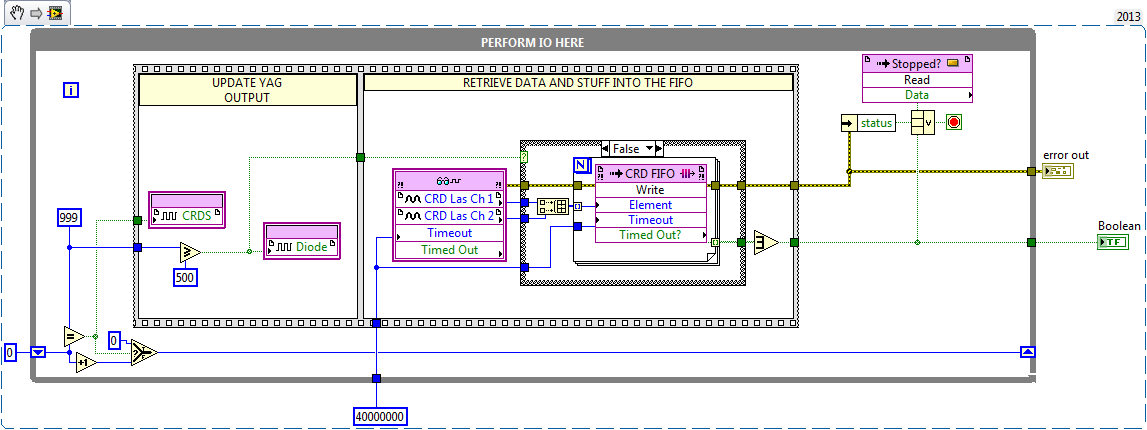 2013
PERFORM IO HERE
UPDATE YAG
OUTPUT
RETRIEVE DATA AND STUFF INTO THE FIFO
Stopped?
Read
Data
i
status
v
False
?
N
CRD FIFO
Write
Element
Timeout
Timed Out?
error out
CRD Las Ch 1
CRD Las Ch 2
Timeout
Timed Out
CRDS
999
Diode
500
Boolean
TF
0
=
+1
0
?
T
F
40000000